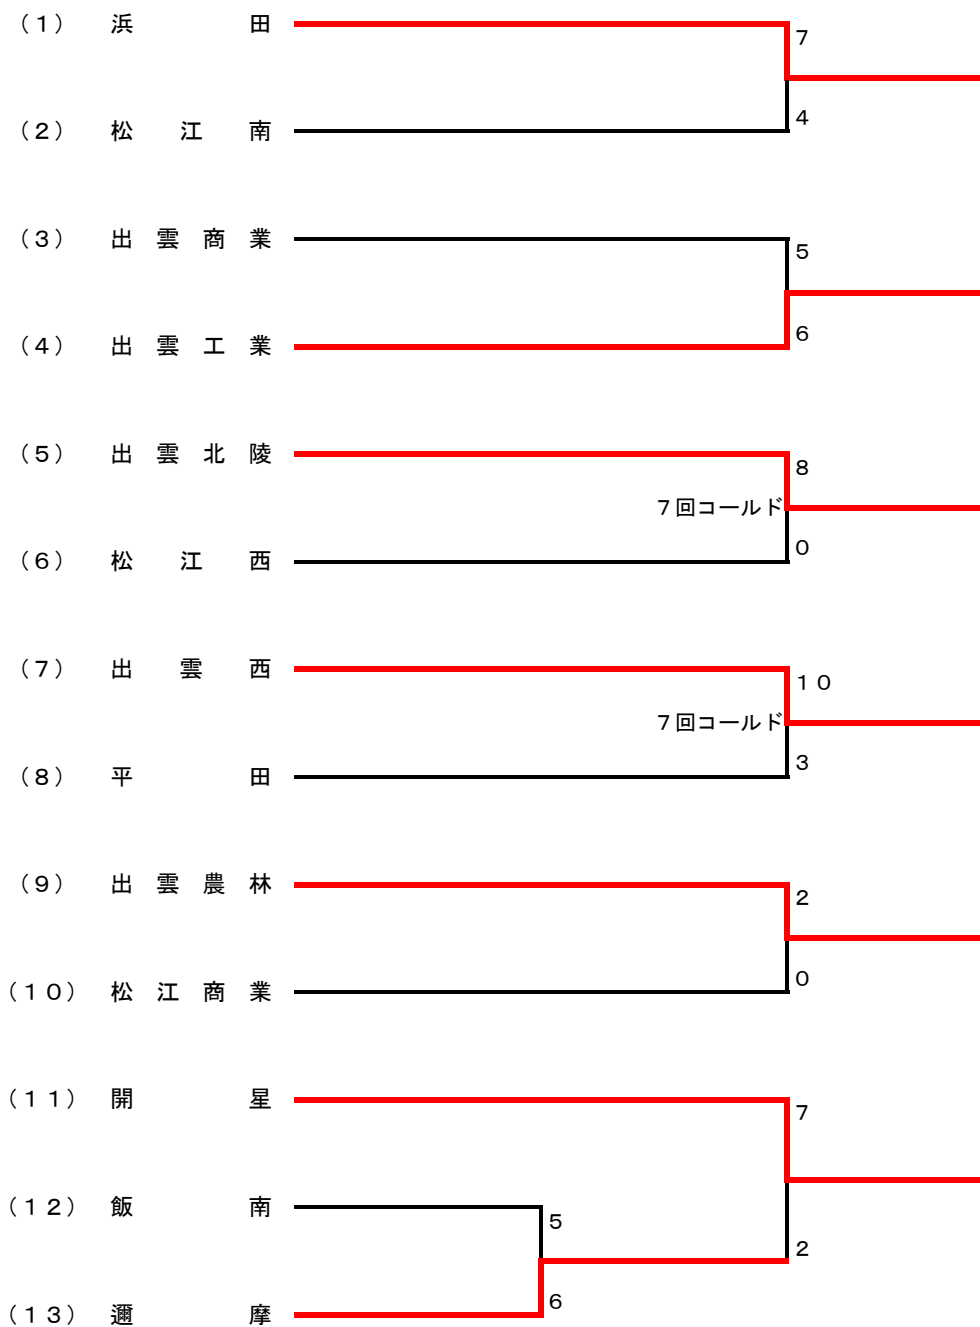 （１） 浜 田
７
４
（２） 松 江 南
（３） 出 雲 商 業
５
６
（４） 出 雲 工 業
（５） 出 雲 北 陵
８
７回コールド
０
（６） 松 江 西
（７） 出 雲 西
１０
７回コールド
３
（８） 平 田
（９） 出 雲 農 林
２
０
（１０） 松 江 商 業
（１１） 開 星
７
（１２） 飯 南
５
２
６
（１３） 邇 摩